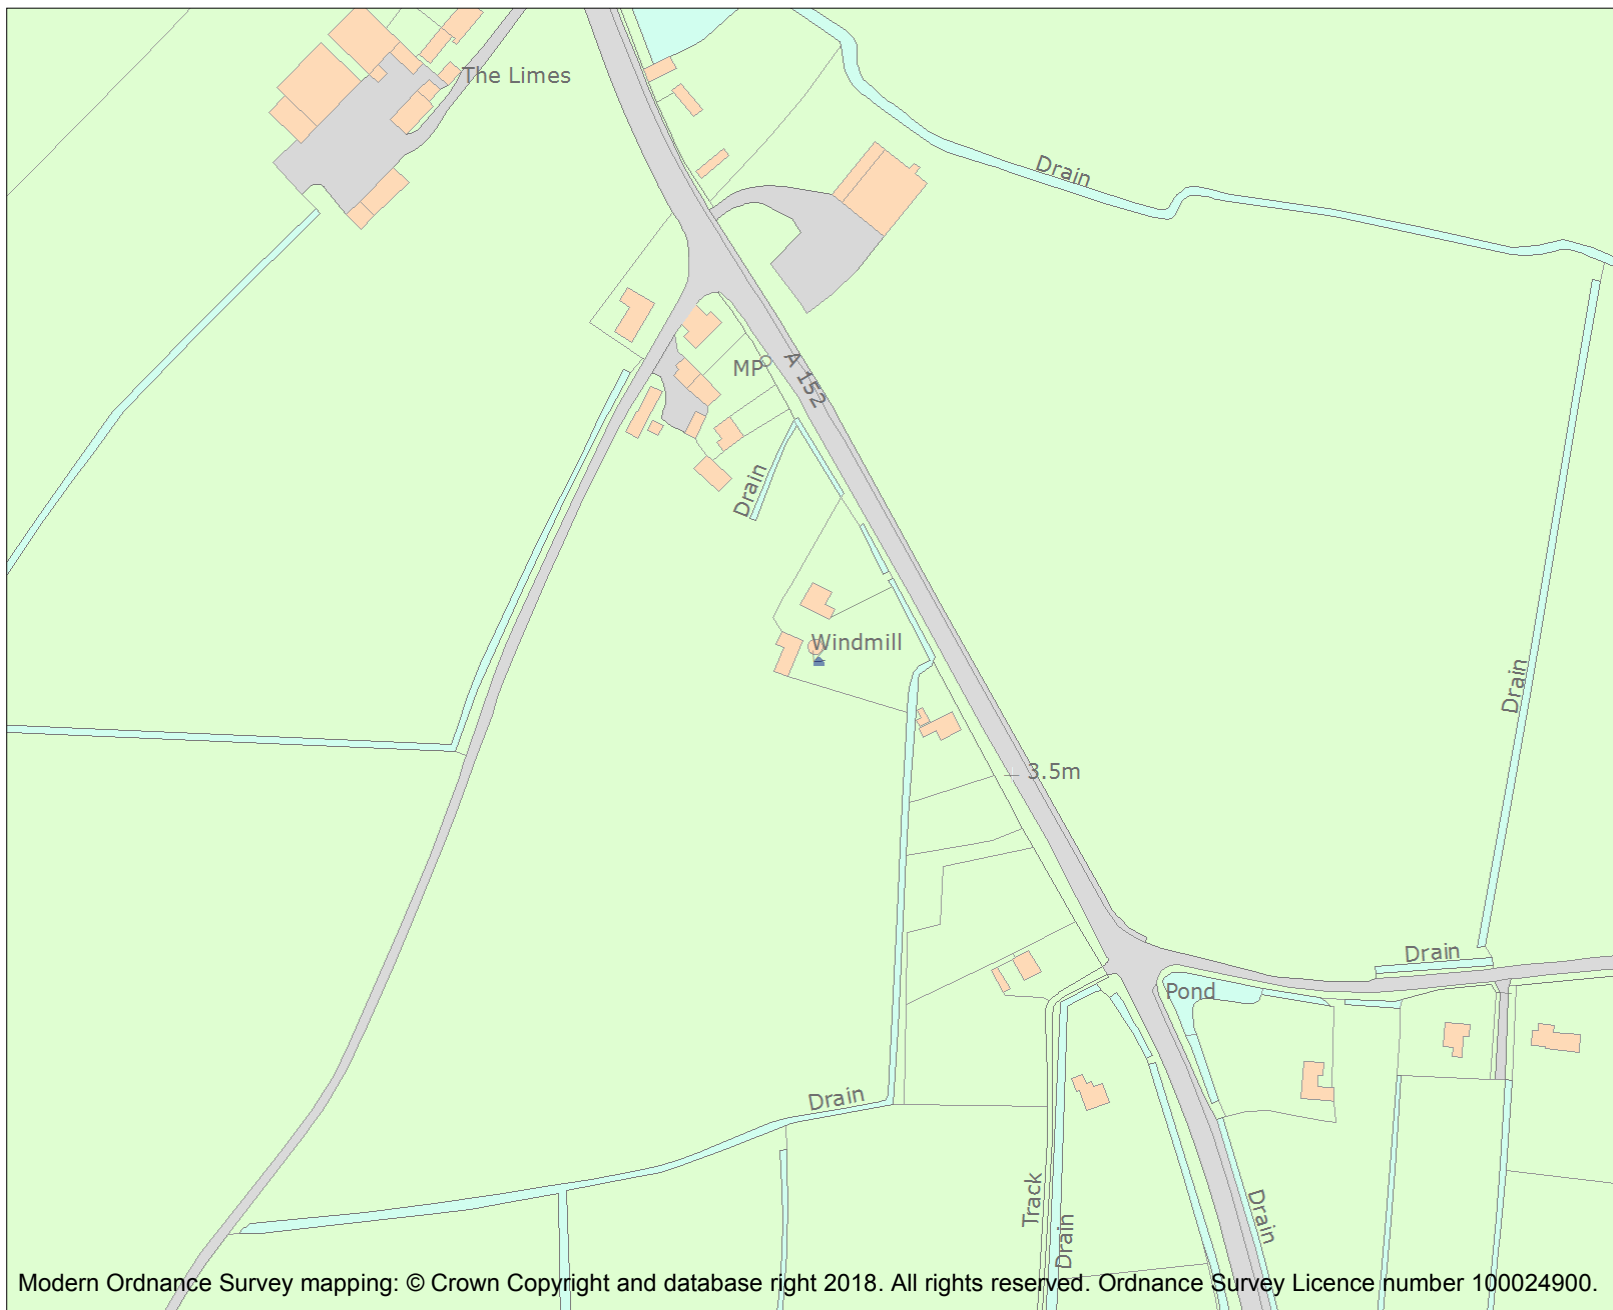 The Limes
Drain
MP
A 152
Drain
Windmill
Drain
3.5m
Drain
Pond
Drain
Track
Drain
Drain
Modern Ordnance Survey mapping: © Crown Copyright and database right 2018. All rights reserved. Ordnance Survey Licence number 100024900.